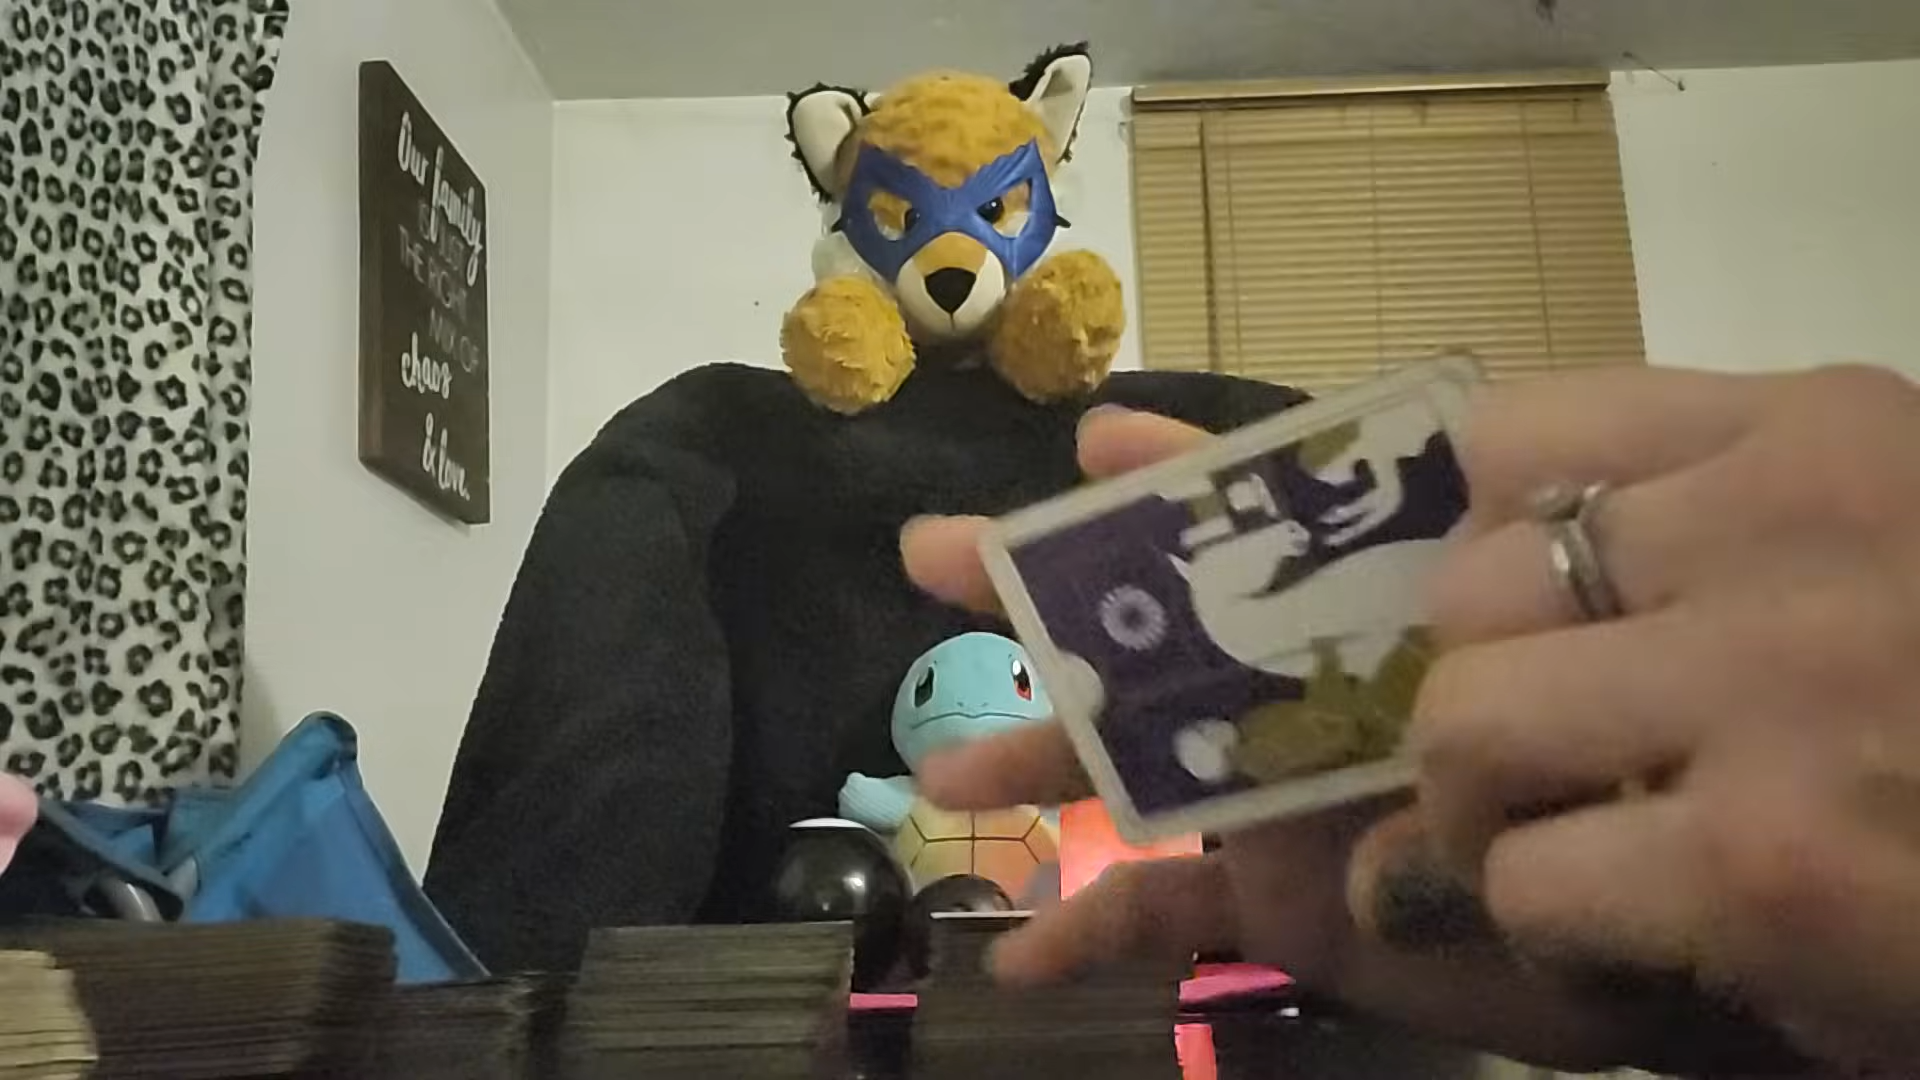 Our family
IS JUST
THE RIGHT
MIX OF
chaos
& love.